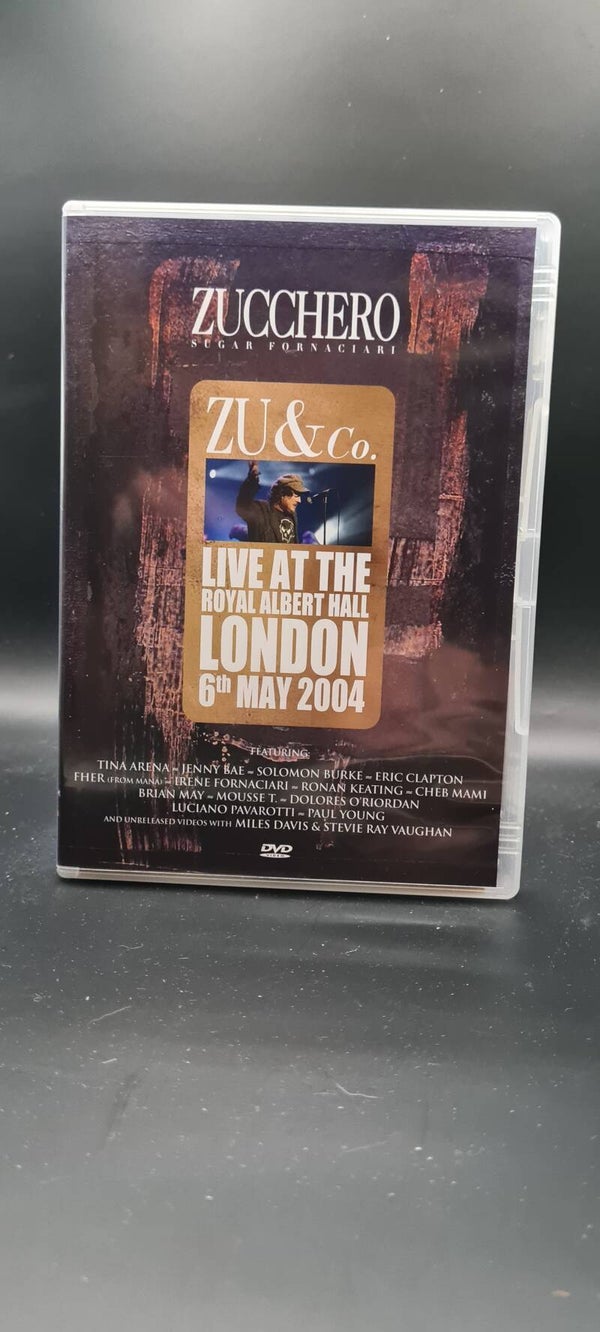 ZUCCHERO
SUGAR FORNACIARI
ZU & Co.
LIVE AT THE
ROYAL ALBERT HALL
LONDON
6th MAY 2004
FEATURING
TINA ARENA ~ JENNY BAE ~ SOLOMON BURKE ~ ERIC CLAPTON
FHER (FROM MANA) ~ IRENE FORNACIARI ~ RONAN KEATING ~ CHEB MAMI
BRIAN MAY ~ MOUSSE T. ~ DOLORES O'RIORDAN
LUCIANO PAVAROTTI ~ PAUL YOUNG
AND UNRELEASED VIDEOS WITH MILES DAVIS & STEVIE RAY VAUGHAN
DVD
VIDEO